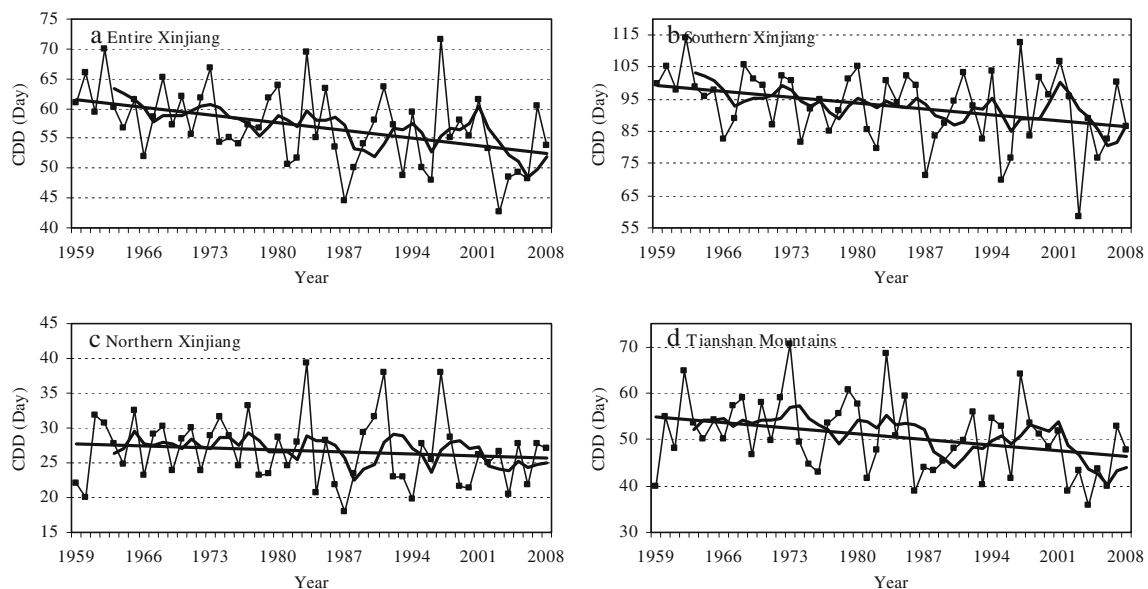 a Entire Xinjiang
CDD (Day)
75
70
65
60
55
50
45
40
1959 1966 1973 1980 1987 1994 2001 2008
Year
b Southern Xinjiang
CDD (Day)
115
105
95
85
75
65
55
1959 1966 1973 1980 1987 1994 2001 2008
Year
c Northern Xinjiang
CDD (Day)
45
40
35
30
25
20
15
1959 1966 1973 1980 1987 1994 2001 2008
Year
d Tianshan Mountains
CDD (Day)
70
60
50
40
30
1959 1966 1973 1980 1987 1994 2001 2008
Year